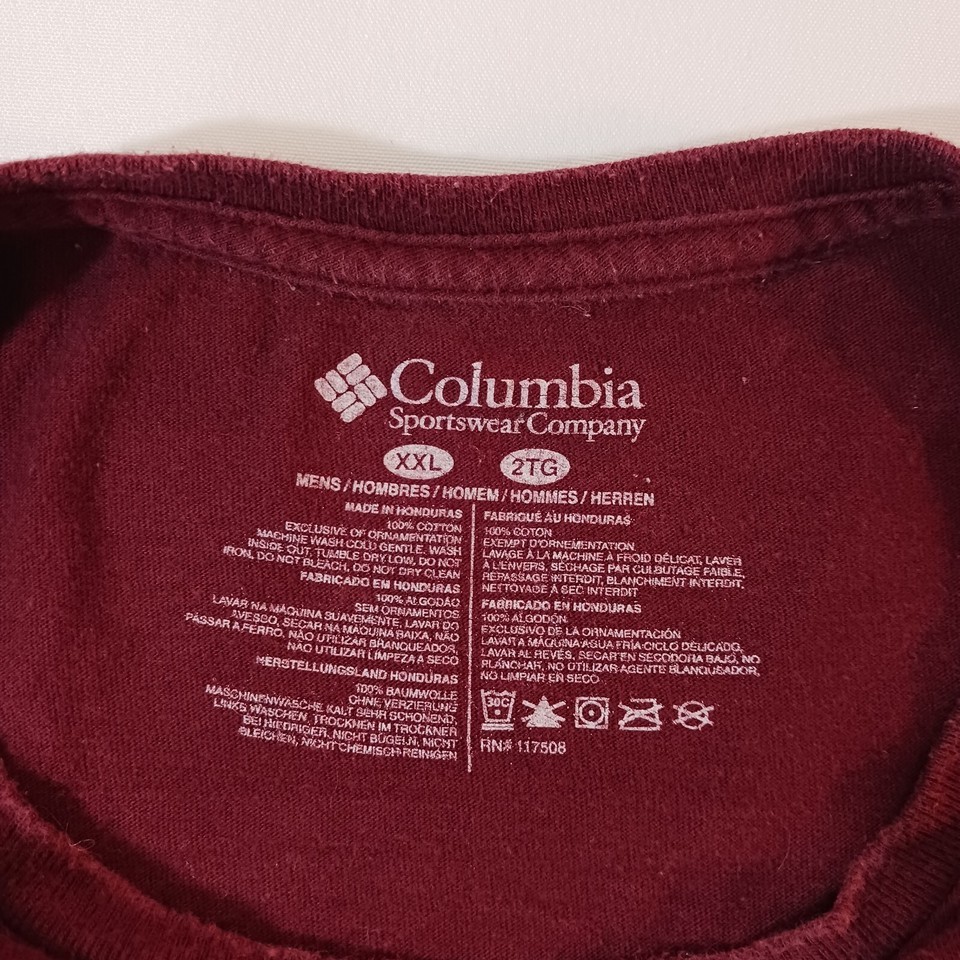 Columbia
Sportswear Company
XXL 2TG
MENS / HOMBRES / HOMEM / HOMMES / HERREN
MADE IN HONDURAS
100% COTTON
EXCLUSIVE OF ORNAMENTATION
MACHINE WASH COLD GENTLE, WASH
INSIDE OUT, TUMBLE DRY LOW, DO NOT
IRON, DO NOT BLEACH, DO NOT DRY CLEAN
FABRICADO EM HONDURAS
100% ALGODÃO
SEM ORNAMENTOS
LAVAR NA MÁQUINA SUAVEMENTE, LAVAR DO
AVESSO, SECAR NA MÁQUINA BAIXA, NÃO
PASSAR A FERRO, NÃO UTILIZAR BRANQUEADOR,
NÃO UTILIZAR LIMPEZA Á SECO
HERSTELLUNGSLAND HONDURAS
100% BAUMWOLLE
OHNE VERZIERUNG
MASCHINENWÄSCHE KALT SEHR SCHONEND,
LINKS WASCHEN, TROCKNEN IM TROCKNER
BEI NIEDRIGER, NICHT BÜGELN, NICHT
BLEICHEN, NICHT CHEMISCH REINIGEN
FABRIQUÉ AU HONDURAS
100% COTON
EXEMPT D'ORNEMENTATION
LAVAGE À LA MACHINE À FROID DÉLICAT, LAVER
À L'ENVERS, SÉCHAGE PAR CULBUTAGE FAIBLE,
REPASSAGE INTERDIT, BLANCHIMENT INTERDIT,
NETTOYAGE À SEC INTERDIT
FABRICADO EN HONDURAS
100% ALGODÓN
EXCLUSIVO DE LA ORNAMENTACIÓN
LAVAR A MÁQUINA AGUA FRÍA CICLO DELICADO,
LAVAR AL REVÉS, SECAR EN SECODORA BAJO, NO
PLANCHAR, NO UTILIZAR AGENTE BLANQUEADOR,
NO LIMPIAR EN SECO
30C
RN# 117508